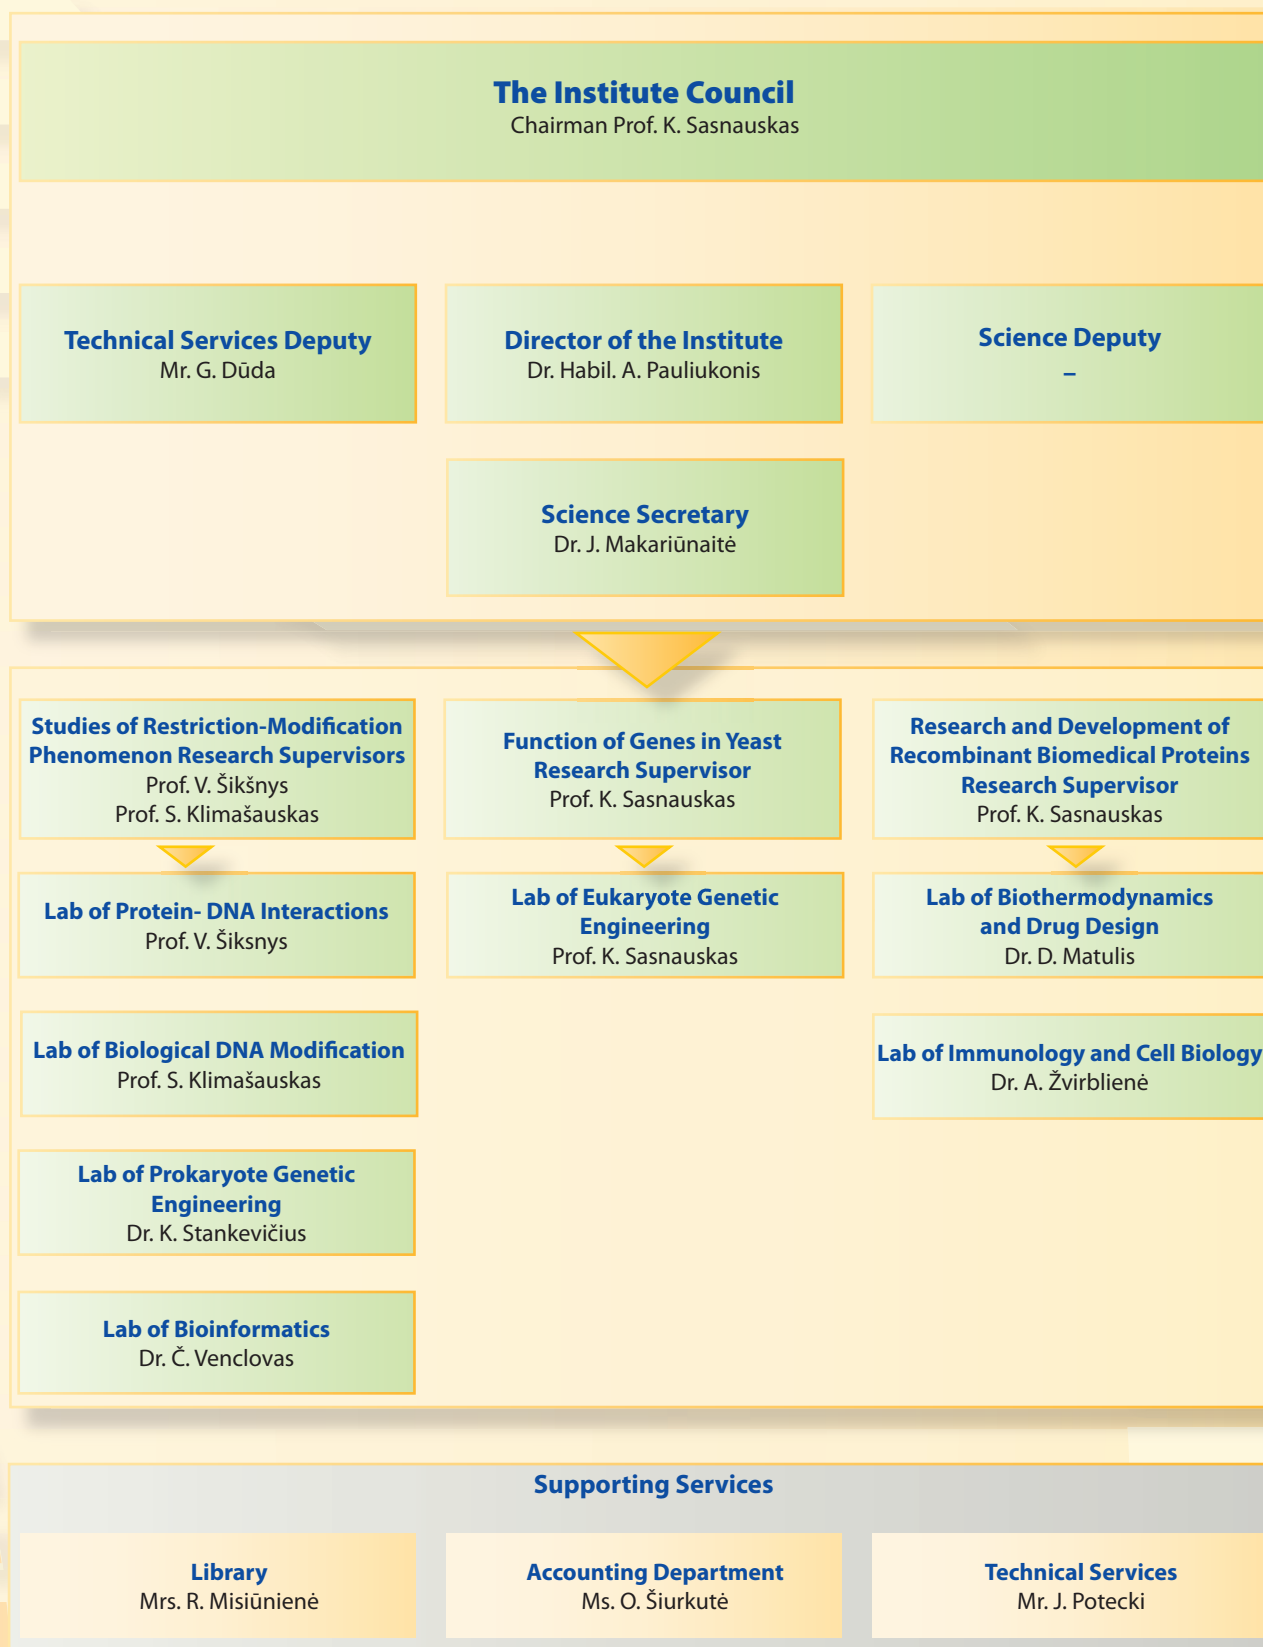 The Institute Council
Chairman Prof. K. Sasnauskas
Technical Services Deputy
Mr. G. Dūda
Director of the Institute
Dr. Habil. A. Pauliukonis
Science Deputy
–
Science Secretary
Dr. J. Makariūnaitė
Studies of Restriction-Modification
Phenomenon Research Supervisors
Prof. V. Šikšnys
Prof. S. Klimašauskas
Function of Genes in Yeast
Research Supervisor
Prof. K. Sasnauskas
Research and Development of
Recombinant Biomedical Proteins
Research Supervisor
Prof. K. Sasnauskas
Lab of Protein- DNA Interactions
Prof. V. Šiksnys
Lab of Eukaryote Genetic
Engineering
Prof. K. Sasnauskas
Lab of Biothermodynamics
and Drug Design
Dr. D. Matulis
Lab of Biological DNA Modification
Prof. S. Klimašauskas
Lab of Immunology and Cell Biology
Dr. A. Žvirblienė
Lab of Prokaryote Genetic
Engineering
Dr. K. Stankevičius
Lab of Bioinformatics
Dr. Č. Venclovas
Supporting Services
Library
Mrs. R. Misiūnienė
Accounting Department
Ms. O. Šiurkutė
Technical Services
Mr. J. Potecki